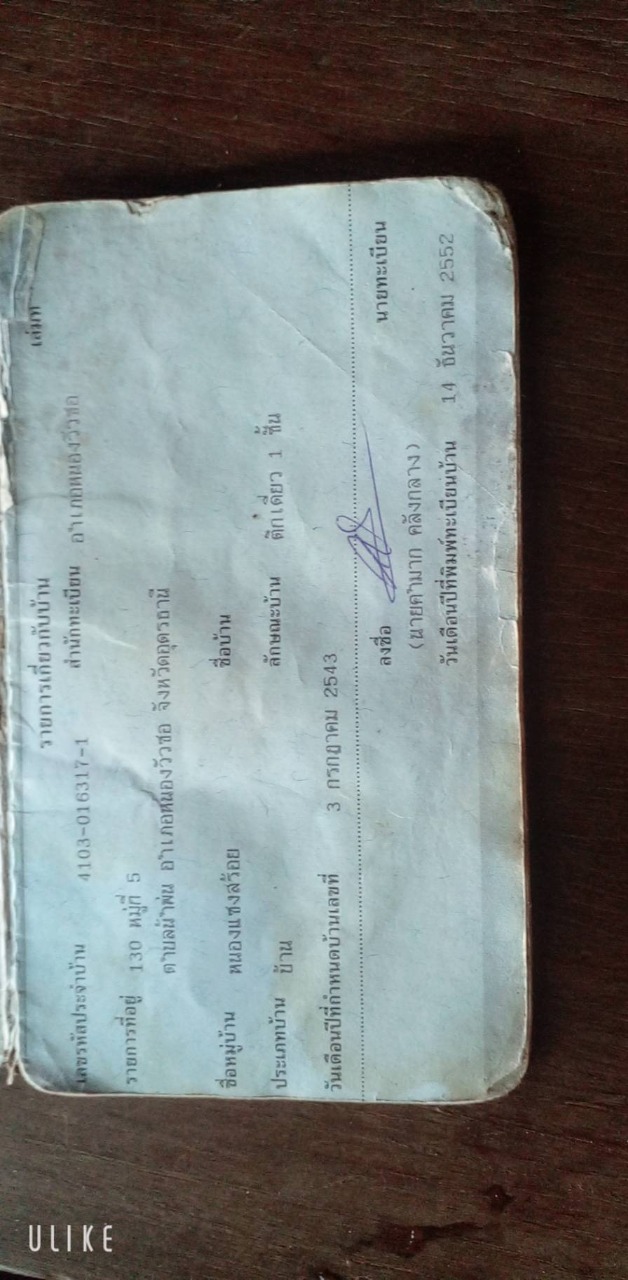 เล่มที่
รายการเกี่ยวกับบ้าน
เลขรหัสประจำบ้าน 4103-016317-1 สำนักทะเบียน อำเภอหนองวัวซอ
รายการที่อยู่ 130 หมู่ที่ 5
ตำบลน้ำพ่น อำเภอหนองวัวซอ จังหวัดอุดรธานี
ชื่อหมู่บ้าน หนองแซงสร้อย ชื่อบ้าน
ประเภทบ้าน บ้าน ลักษณะบ้าน ตึกเดี่ยว 1 ชั้น
วันเดือนปีที่กำหนดบ้านเลขที่ 3 กรกฎาคม 2543
ลงชื่อ นายทะเบียน
(นายคำมาก คลังกลาง)
วันเดือนปีที่พิมพ์ทะเบียนบ้าน 14 ธันวาคม 2552
ULIKE